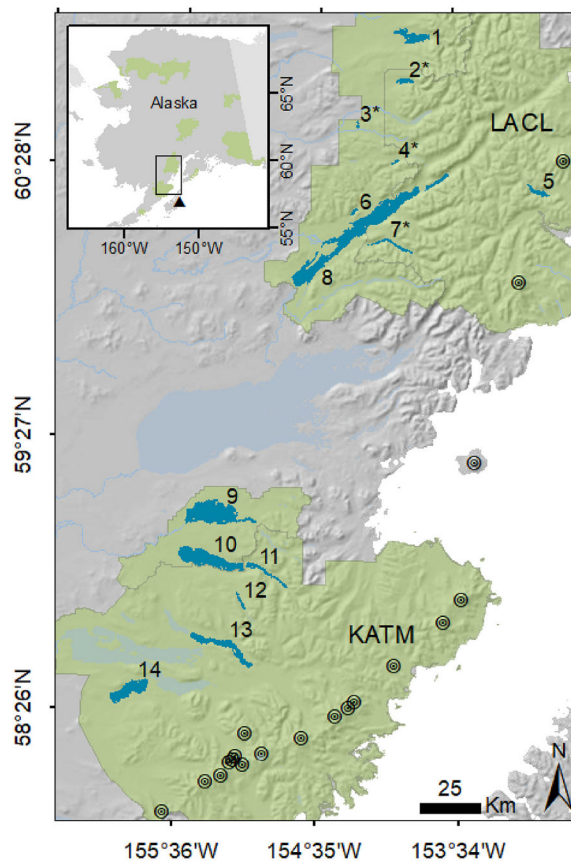 Alaska
65°N
60°N
55°N
160°W
150°W
60°28'N
59°27'N
58°26'N
1
2*
3*
LACL
4*
5
6
7*
8
9
10
11
12
13
KATM
14
25
Km
N
155°36'W
154°35'W
153°34'W